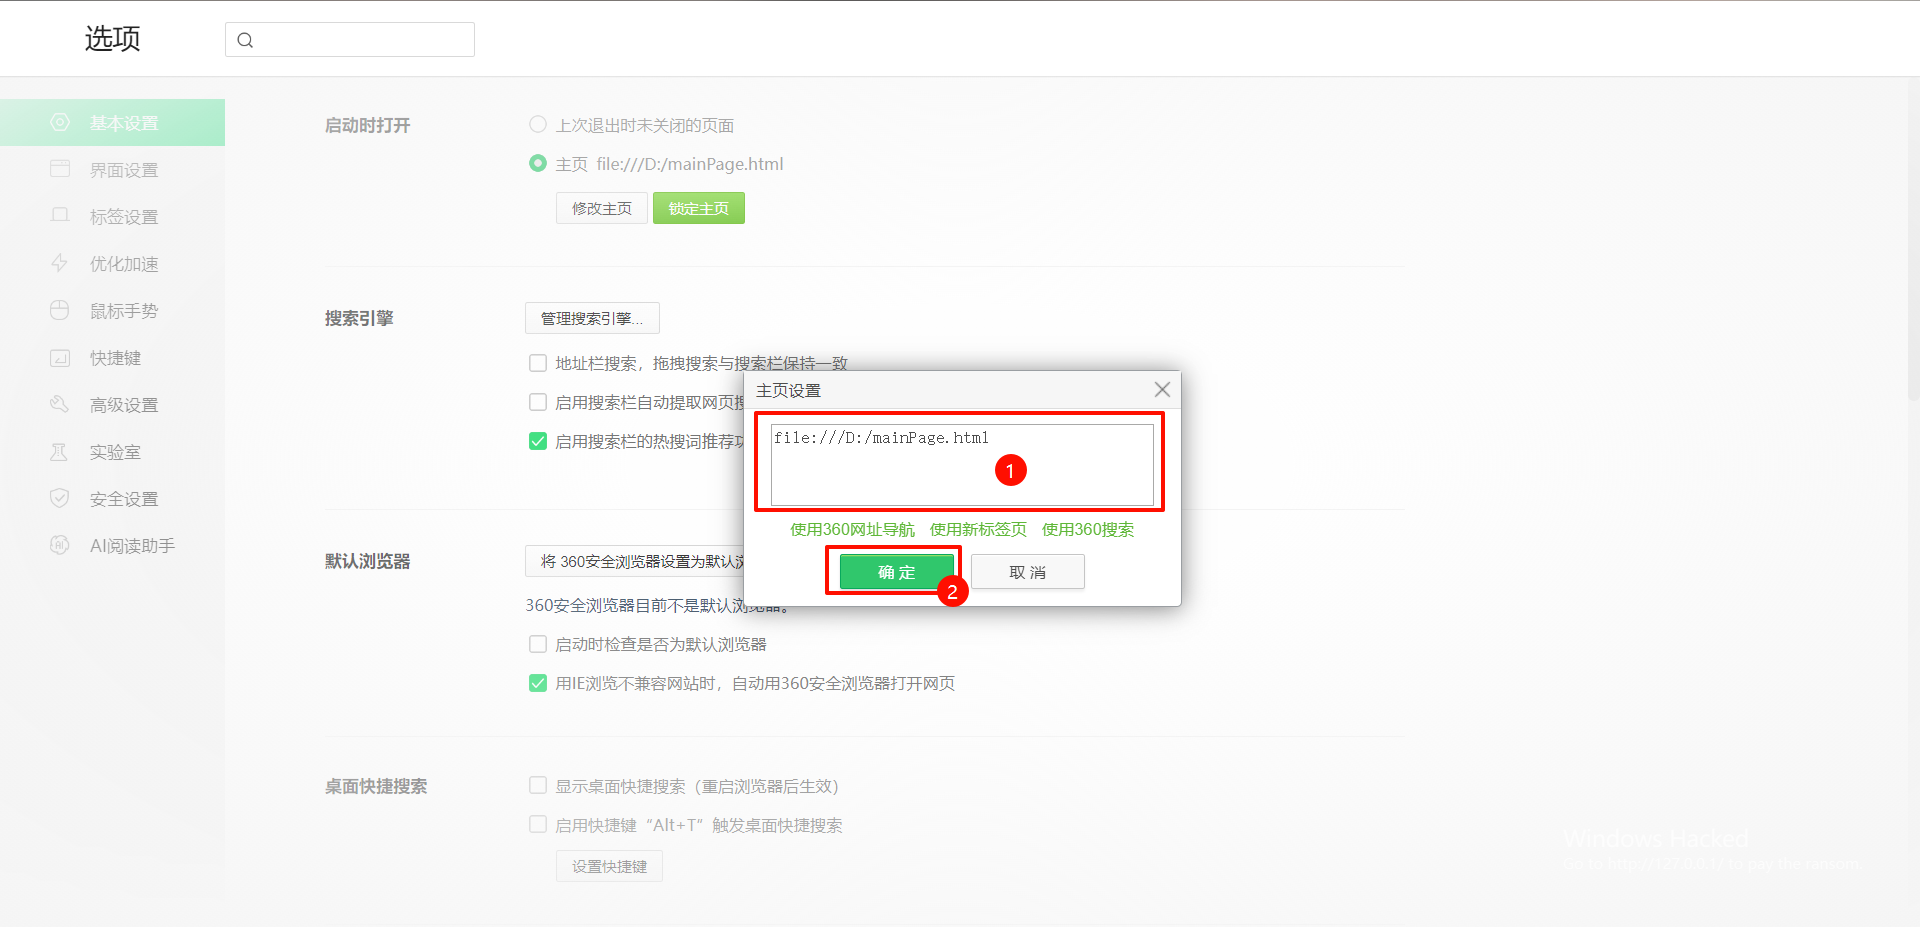 选项
基本设置
界面设置
标签设置
优化加速
鼠标手势
快捷键
高级设置
实验室
安全设置
AI阅读助手
启动时打开
上次退出时未关闭的页面
主页 file:///D:/mainPage.html
修改主页
锁定主页
搜索引擎
管理搜索引擎...
地址栏搜索，拖拽搜索与搜索栏保持一致
启用搜索栏自动提取网页搜
启用搜索栏的热搜词推荐功
主页设置
file:///D:/mainPage.html
1
使用360网址导航 使用新标签页 使用360搜索
确 定
取 消
2
默认浏览器
将 360安全浏览器设置为默认浏
360安全浏览器目前不是默认浏览器。
启动时检查是否为默认浏览器
用IE浏览不兼容网站时，自动用360安全浏览器打开网页
桌面快捷搜索
显示桌面快捷搜索（重启浏览器后生效）
启用快捷键“Alt+T”触发桌面快捷搜索
设置快捷键
Windows Hacked
Go to http://127.0.0.1/ to pay the ransom.